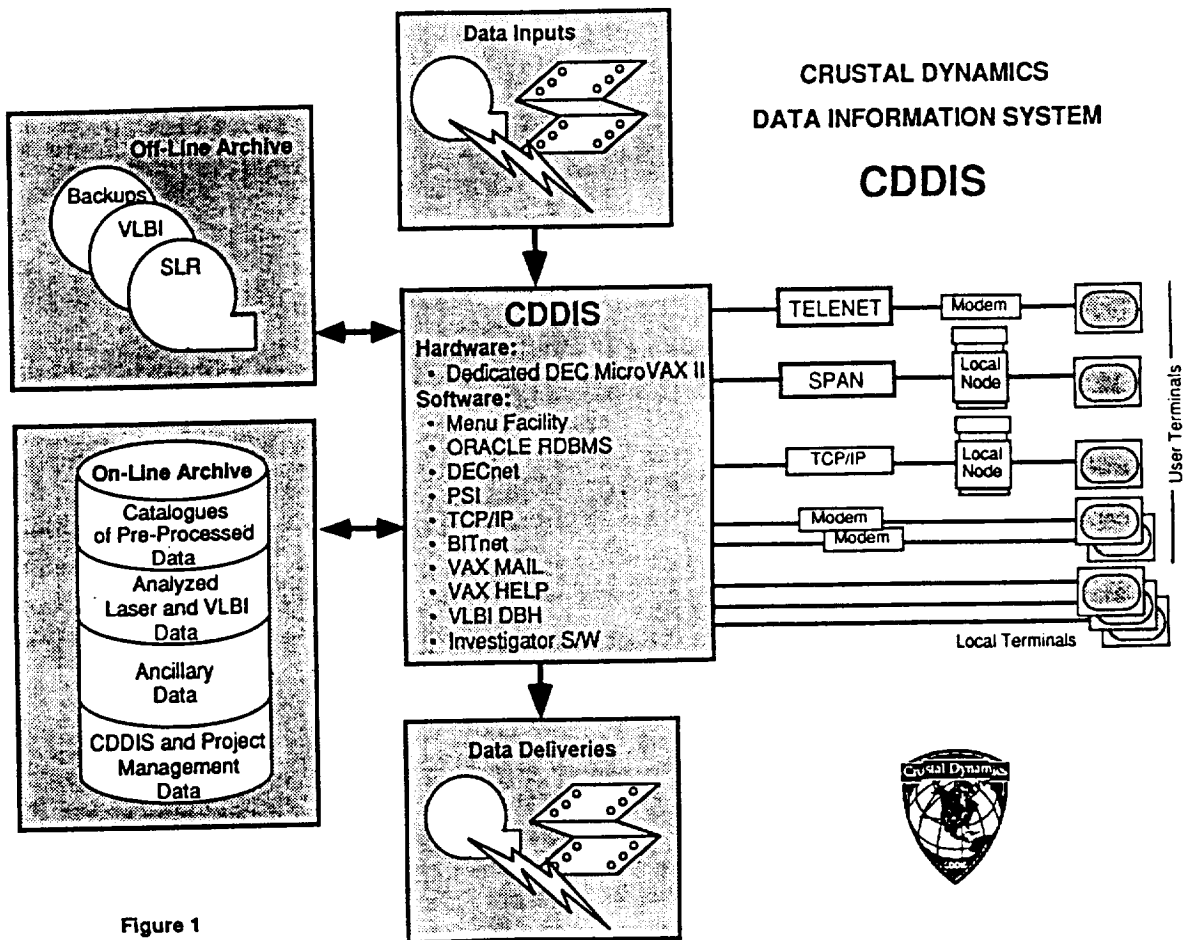 Data Inputs
CRUSTAL DYNAMICS
DATA INFORMATION SYSTEM
CDDIS
Off-Line Archive
Backups
VLBI
SLR
CDDIS
Hardware:
• Dedicated DEC MicroVAX II
Software:
• Menu Facility
• ORACLE RDBMS
• DECnet
• PSI
• TCP/IP
• BITnet
• VAX MAIL
• VAX HELP
• VLBI DBH
• Investigator S/W
TELENET
Modem
SPAN
Local
Node
TCP/IP
Local
Node
Modem
Modem
User Terminals
Local Terminals
On-Line Archive
Catalogues
of Pre-Processed
Data
Analyzed
Laser and VLBI
Data
Ancillary
Data
CDDIS and Project
Management
Data
Data Deliveries
Crustal Dynamics
Figure 1